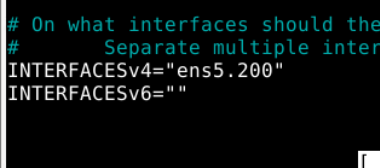 # On what interfaces should the
#       Separate multiple inter
INTERFACESv4="ens5.200"
INTERFACESv6=""
[